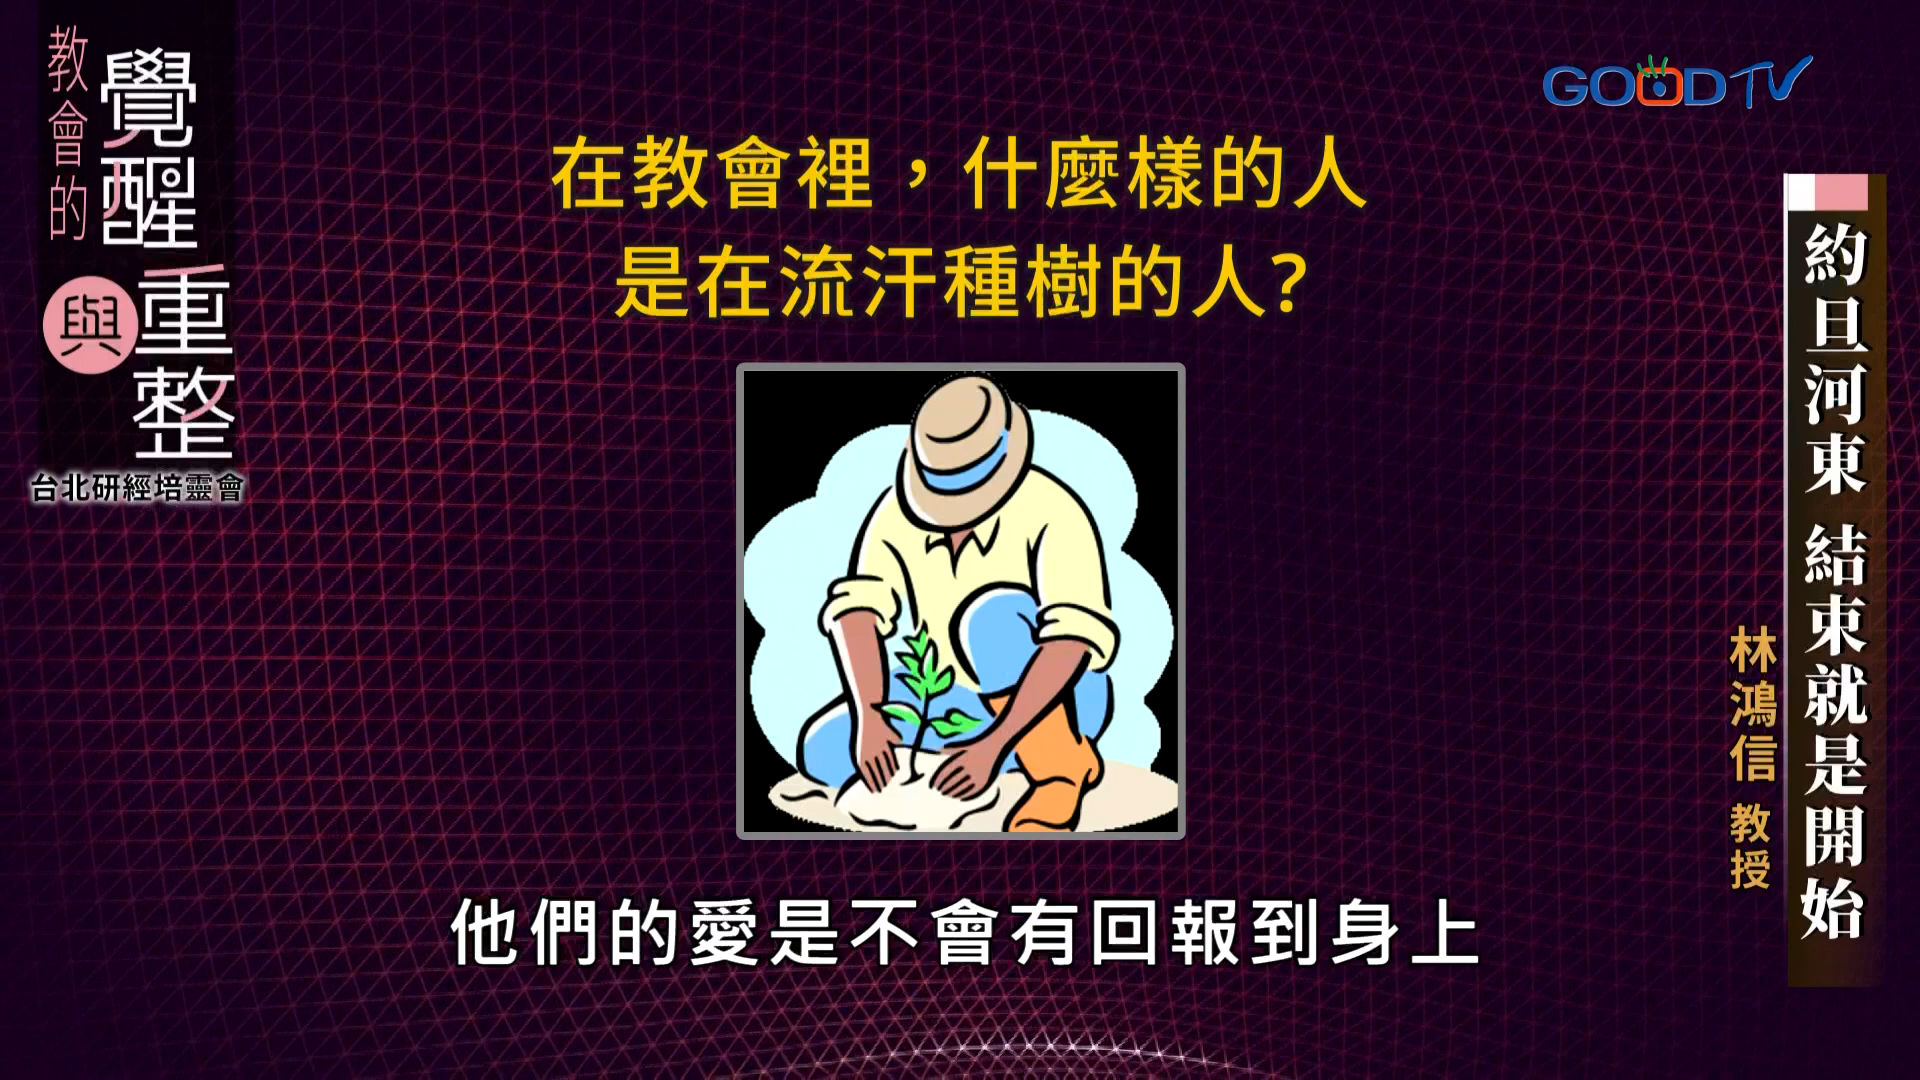 教會的
覺醒
與
重整
台北研經培靈會
GOOD TV
在教會裡，什麼樣的人
是在流汗種樹的人?
約旦河東 結束就是開始
林鴻信 教授
他們的愛是不會有回報到身上